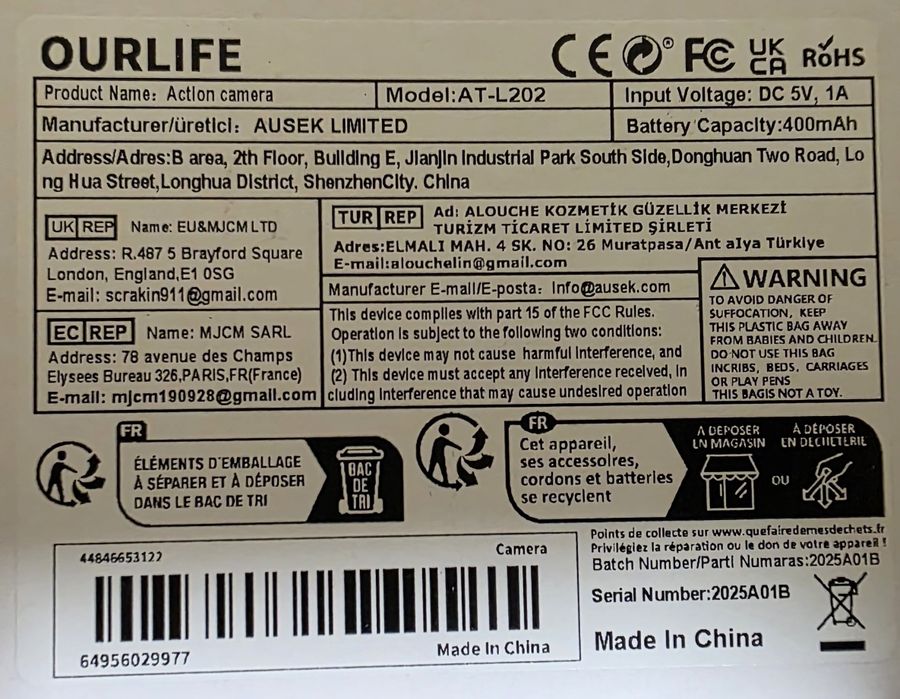 OURLIFE
CE FC UK CA RoHS
Product Name: Action camera
Model:AT-L202
Input Voltage: DC 5V, 1A
Manufacturer/üretici: AUSEK LIMITED
Battery Capacity:400mAh
Address/Adres:B area, 2th Floor, Building E, Jianjin Industrial Park South Side,Donghuan Two Road, Lo
ng Hua Street,Longhua District, ShenzhenCity. China
UK REP Name: EU&MJCM LTD
Address: R.487 5 Brayford Square
London, England,E1 0SG
E-mail: scrakin911@gmail.com
EC REP Name: MJCM SARL
Address: 78 avenue des Champs
Elysees Bureau 326,PARIS,FR(France)
E-mail: mjcm190928@gmail.com
TUR REP Ad: ALOUCHE KOZMETİK GÜZELLİK MERKEZİ
TURİZM TİCARET LİMİTED ŞİRLETİ
Adres:ELMALI MAH. 4 SK. NO: 26 Muratpasa/Ant alya Türkiye
E-mail:alouchelin@gmail.com
Manufacturer E-mail/E-posta: Info@ausek.com
This device complies with part 15 of the FCC Rules.
Operation is subject to the following two conditions:
(1)This device may not cause harmful interference, and
(2) This device must accept any interference received, in
cluding interference that may cause undesired operation
WARNING
TO AVOID DANGER OF
SUFFOCATION, KEEP
THIS PLASTIC BAG AWAY
FROM BABIES AND CHILDREN.
DO NOT USE THIS BAG
INCRIBS, BEDS, CARRIAGES
OR PLAY PENS
THIS BAGIS NOT A TOY.
FR
ÉLÉMENTS D'EMBALLAGE
À SÉPARER ET À DÉPOSER
DANS LE BAC DE TRI
BAC
DE
TRI
FR
Cet appareil,
ses accessoires,
cordons et batteries
se recyclent
À DÉPOSER
EN MAGASIN
OU
À DÉPOSER
EN DÉCHÈTERIE
Points de collecte sur www.quefairedemesdechets.fr
Privilégiez la réparation ou le don de votre appareil !
Batch Number/Parti Numaras:2025A01B
Serial Number:2025A01B
Made In China
44846653122
Camera
64956029977
Made In China